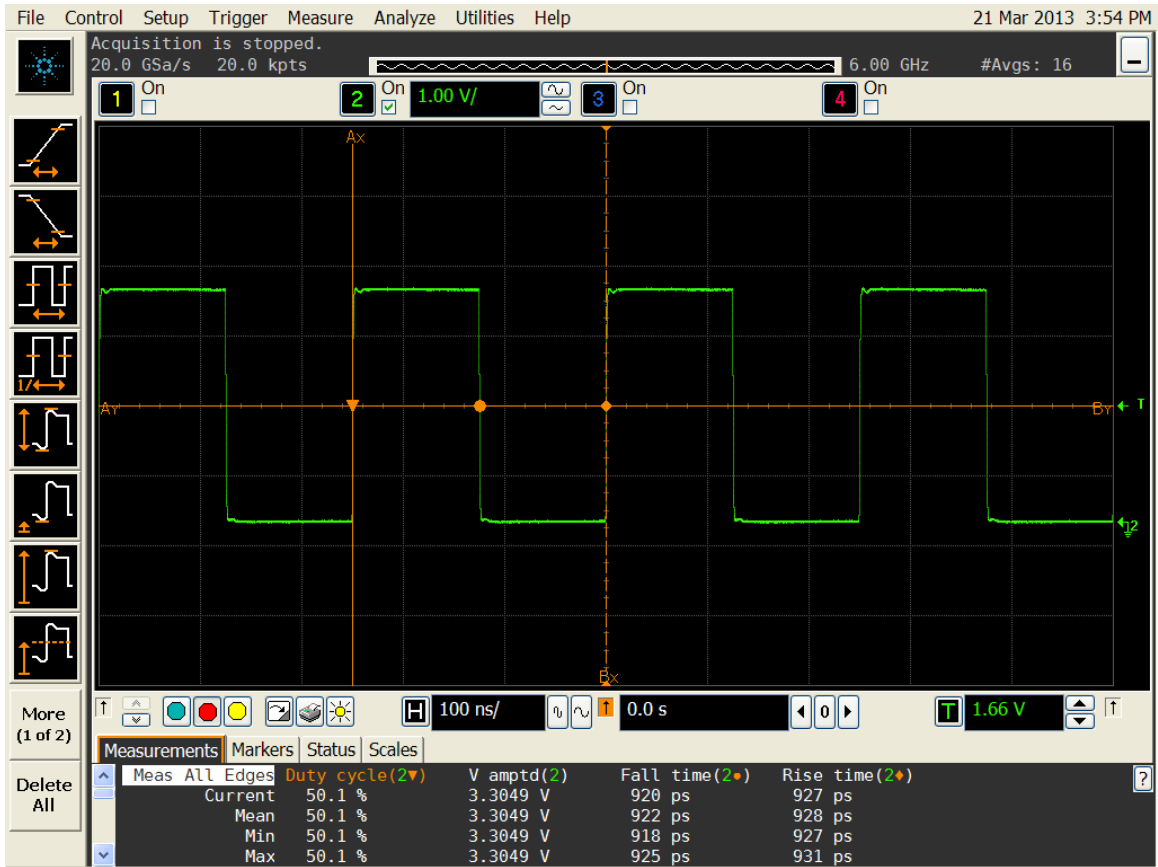 File Control Setup Trigger Measure Analyze Utilities Help 21 Mar 2013 3:54 PM
Acquisition is stopped.
20.0 GSa/s 20.0 kpts 6.00 GHz #Avgs: 16
1 On 2 On 1.00 V/ 3 On 4 On
Ax
1/
AY BY T
2
Bx
More
(1 of 2)
Delete
All
H 100 ns/ 0.0 s 0 T 1.66 V
Measurements Markers Status Scales
Meas All Edges Duty cycle(2▼) V amptd(2) Fall time(2●) Rise time(2♦) ?
Current 50.1 % 3.3049 V 920 ps 927 ps
Mean 50.1 % 3.3049 V 922 ps 928 ps
Min 50.1 % 3.3049 V 918 ps 927 ps
Max 50.1 % 3.3049 V 925 ps 931 ps